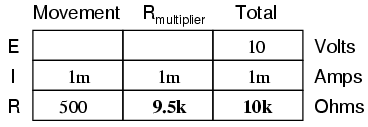 Movement R multiplier Total
E 10 Volts
I 1m 1m 1m Amps
R 500 9.5k 10k Ohms